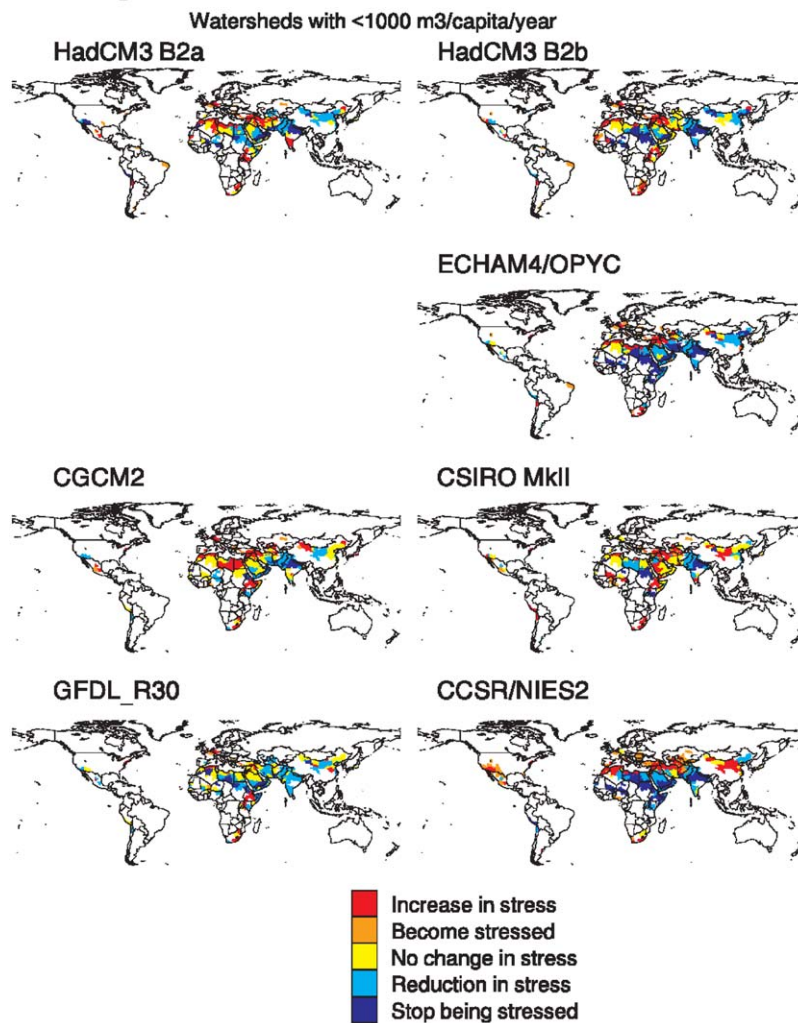 Watersheds with <1000 m3/capita/year
HadCM3 B2a
HadCM3 B2b
ECHAM4/OPYC
CGCM2
CSIRO MkII
GFDL_R30
CCSR/NIES2
Increase in stress
Become stressed
No change in stress
Reduction in stress
Stop being stressed